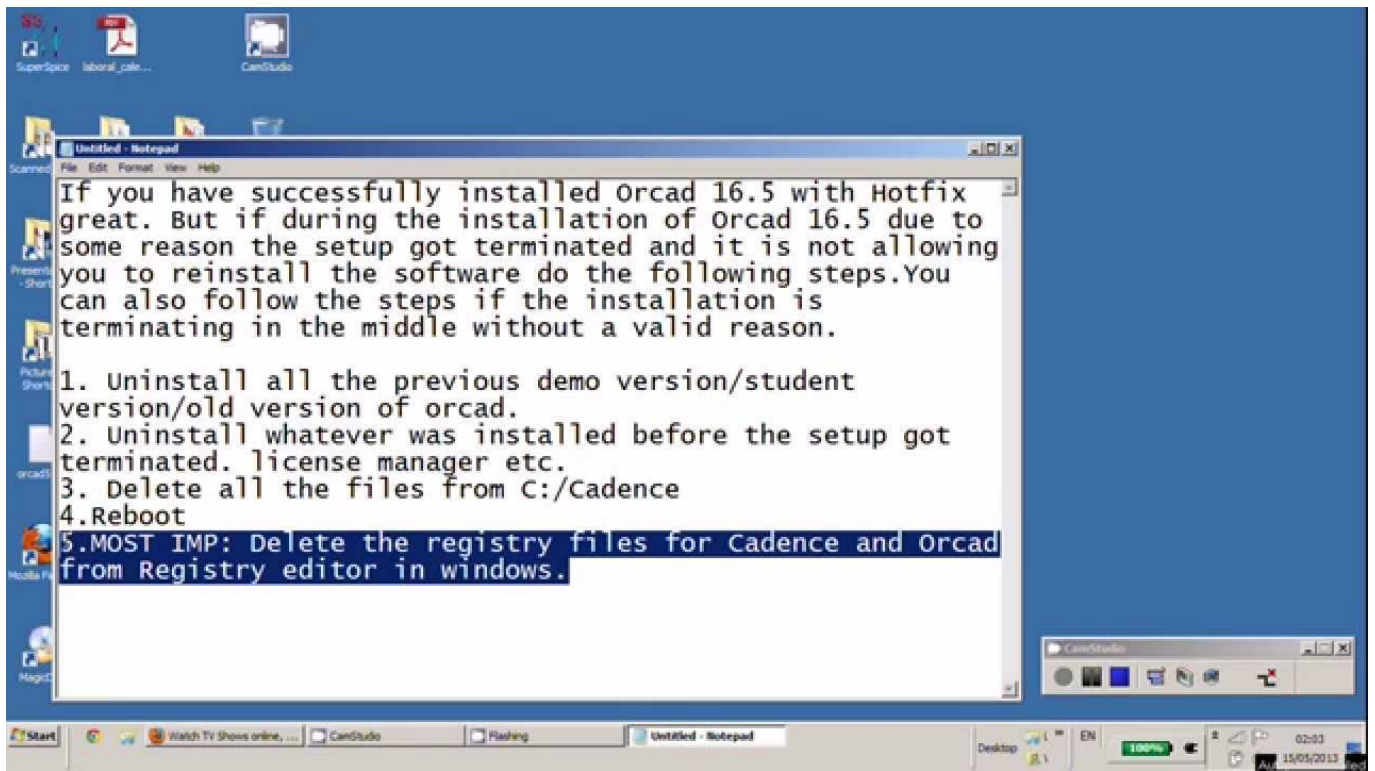 SuperSpice
laboral_cale...
CamStudio
Untitled - Notepad
File Edit Format View Help
If you have successfully installed Orcad 16.5 with Hotfix
great. But if during the installation of Orcad 16.5 due to
some reason the setup got terminated and it is not allowing
you to reinstall the software do the following steps.You
can also follow the steps if the installation is
terminating in the middle without a valid reason.
1. Uninstall all the previous demo version/student
version/old version of orcad.
2. Uninstall whatever was installed before the setup got
terminated. license manager etc.
3. Delete all the files from C:/Cadence
4.Reboot
5.MOST IMP: Delete the registry files for Cadence and Orcad
from Registry editor in windows.
CamStudio
Start
Watch TV Shows online, ...
CamStudio
Flashing
Untitled - Notepad
Desktop
EN
100%
02:03
15/05/2013